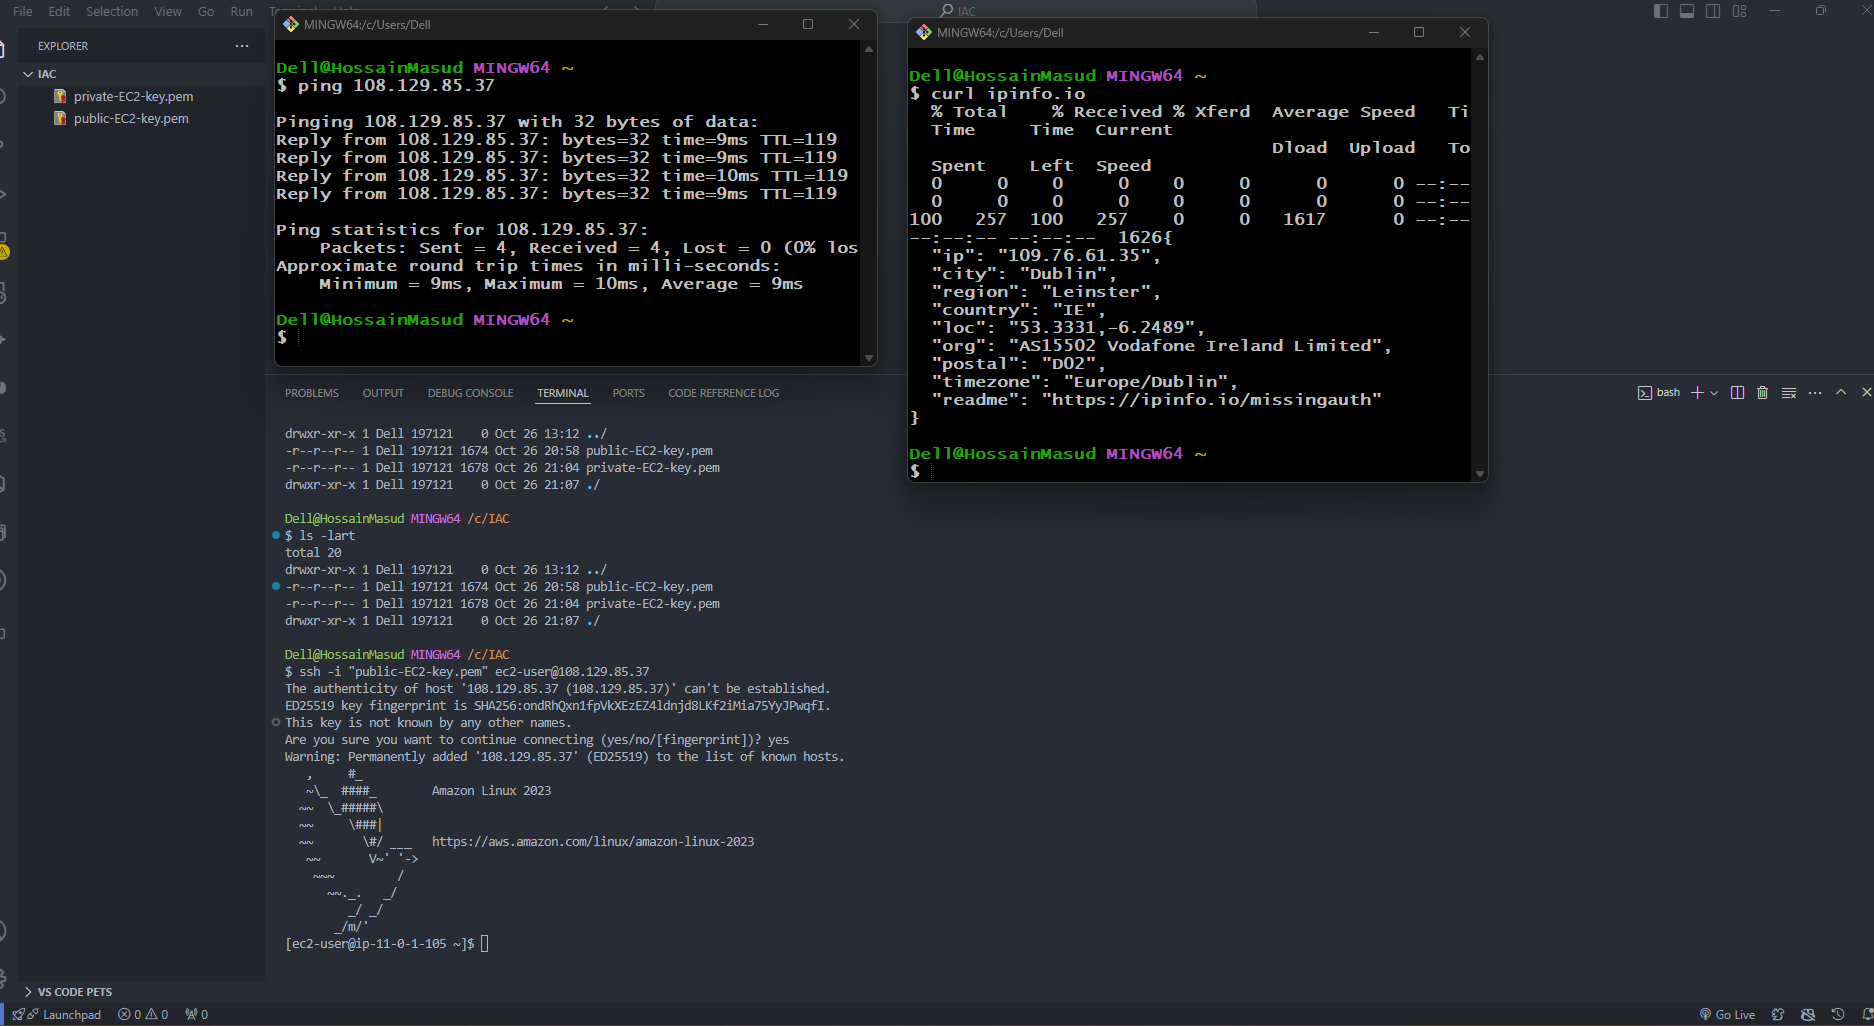 File Edit Selection View Go Run
IAC
EXPLORER ...
IAC
private-EC2-key.pem
public-EC2-key.pem
MINGW64:/c/Users/Dell
Dell@HossainMasud MINGW64 ~
$ ping 108.129.85.37
Pinging 108.129.85.37 with 32 bytes of data:
Reply from 108.129.85.37: bytes=32 time=9ms TTL=119
Reply from 108.129.85.37: bytes=32 time=9ms TTL=119
Reply from 108.129.85.37: bytes=32 time=10ms TTL=119
Reply from 108.129.85.37: bytes=32 time=9ms TTL=119
Ping statistics for 108.129.85.37:
Packets: Sent = 4, Received = 4, Lost = 0 (0% los
Approximate round trip times in milli-seconds:
Minimum = 9ms, Maximum = 10ms, Average = 9ms
Dell@HossainMasud MINGW64 ~
$
MINGW64:/c/Users/Dell
Dell@HossainMasud MINGW64 ~
$ curl ipinfo.io
% Total % Received % Xferd Average Speed Ti
Time Time Current
Dload Upload To
Spent Left Speed
0 0 0 0 0 0 0 0 --:--
0 0 0 0 0 0 0 0 --:--
100 257 100 257 0 0 1617 0 --:--
--:--:-- --:--:-- 1626{
"ip": "109.76.61.35",
"city": "Dublin",
"region": "Leinster",
"country": "IE",
"loc": "53.3331,-6.2489",
"org": "AS15502 Vodafone Ireland Limited",
"postal": "D02",
"timezone": "Europe/Dublin",
"readme": "https://ipinfo.io/missingauth"
}
Dell@HossainMasud MINGW64 ~
$
PROBLEMS OUTPUT DEBUG CONSOLE TERMINAL PORTS CODE REFERENCE LOG
bash
drwxr-xr-x 1 Dell 197121 0 Oct 26 13:12 ../
-r--r--r-- 1 Dell 197121 1674 Oct 26 20:58 public-EC2-key.pem
-r--r--r-- 1 Dell 197121 1678 Oct 26 21:04 private-EC2-key.pem
drwxr-xr-x 1 Dell 197121 0 Oct 26 21:07 ./
Dell@HossainMasud MINGW64 /c/IAC
$ ls -lart
total 20
drwxr-xr-x 1 Dell 197121 0 Oct 26 13:12 ../
-r--r--r-- 1 Dell 197121 1674 Oct 26 20:58 public-EC2-key.pem
-r--r--r-- 1 Dell 197121 1678 Oct 26 21:04 private-EC2-key.pem
drwxr-xr-x 1 Dell 197121 0 Oct 26 21:07 ./
Dell@HossainMasud MINGW64 /c/IAC
$ ssh -i "public-EC2-key.pem" ec2-user@108.129.85.37
The authenticity of host '108.129.85.37 (108.129.85.37)' can't be established.
ED25519 key fingerprint is SHA256:ondRhQxn1fpVkXEzEZ4ldnjd8LKf2iMia75YyJPwqfI.
This key is not known by any other names.
Are you sure you want to continue connecting (yes/no/[fingerprint])? yes
Warning: Permanently added '108.129.85.37' (ED25519) to the list of known hosts.
,     #_
~\_  ####_        Amazon Linux 2023
~~  \_#####\
~~     \###|
~~       \#/ ___   https://aws.amazon.com/linux/amazon-linux-2023
~~       V~' '->
~~~         /
~~._.   _/
_/ _/
_/m/'
[ec2-user@ip-11-0-1-105 ~]$
VS CODE PETS
Launchpad 0 0 0
Go Live